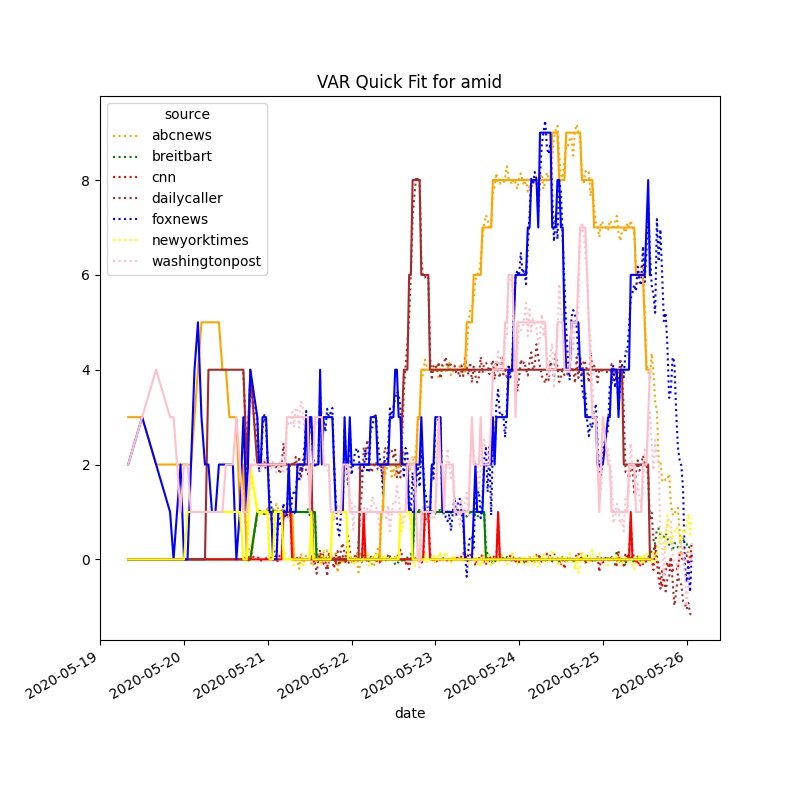 VAR Quick Fit for amid
source
abcnews
breitbart
cnn
dailycaller
foxnews
newyorktimes
washingtonpost
8
6
4
2
0
2020-05-19
2020-05-20
2020-05-21
2020-05-22
2020-05-23
2020-05-24
2020-05-25
2020-05-26
date